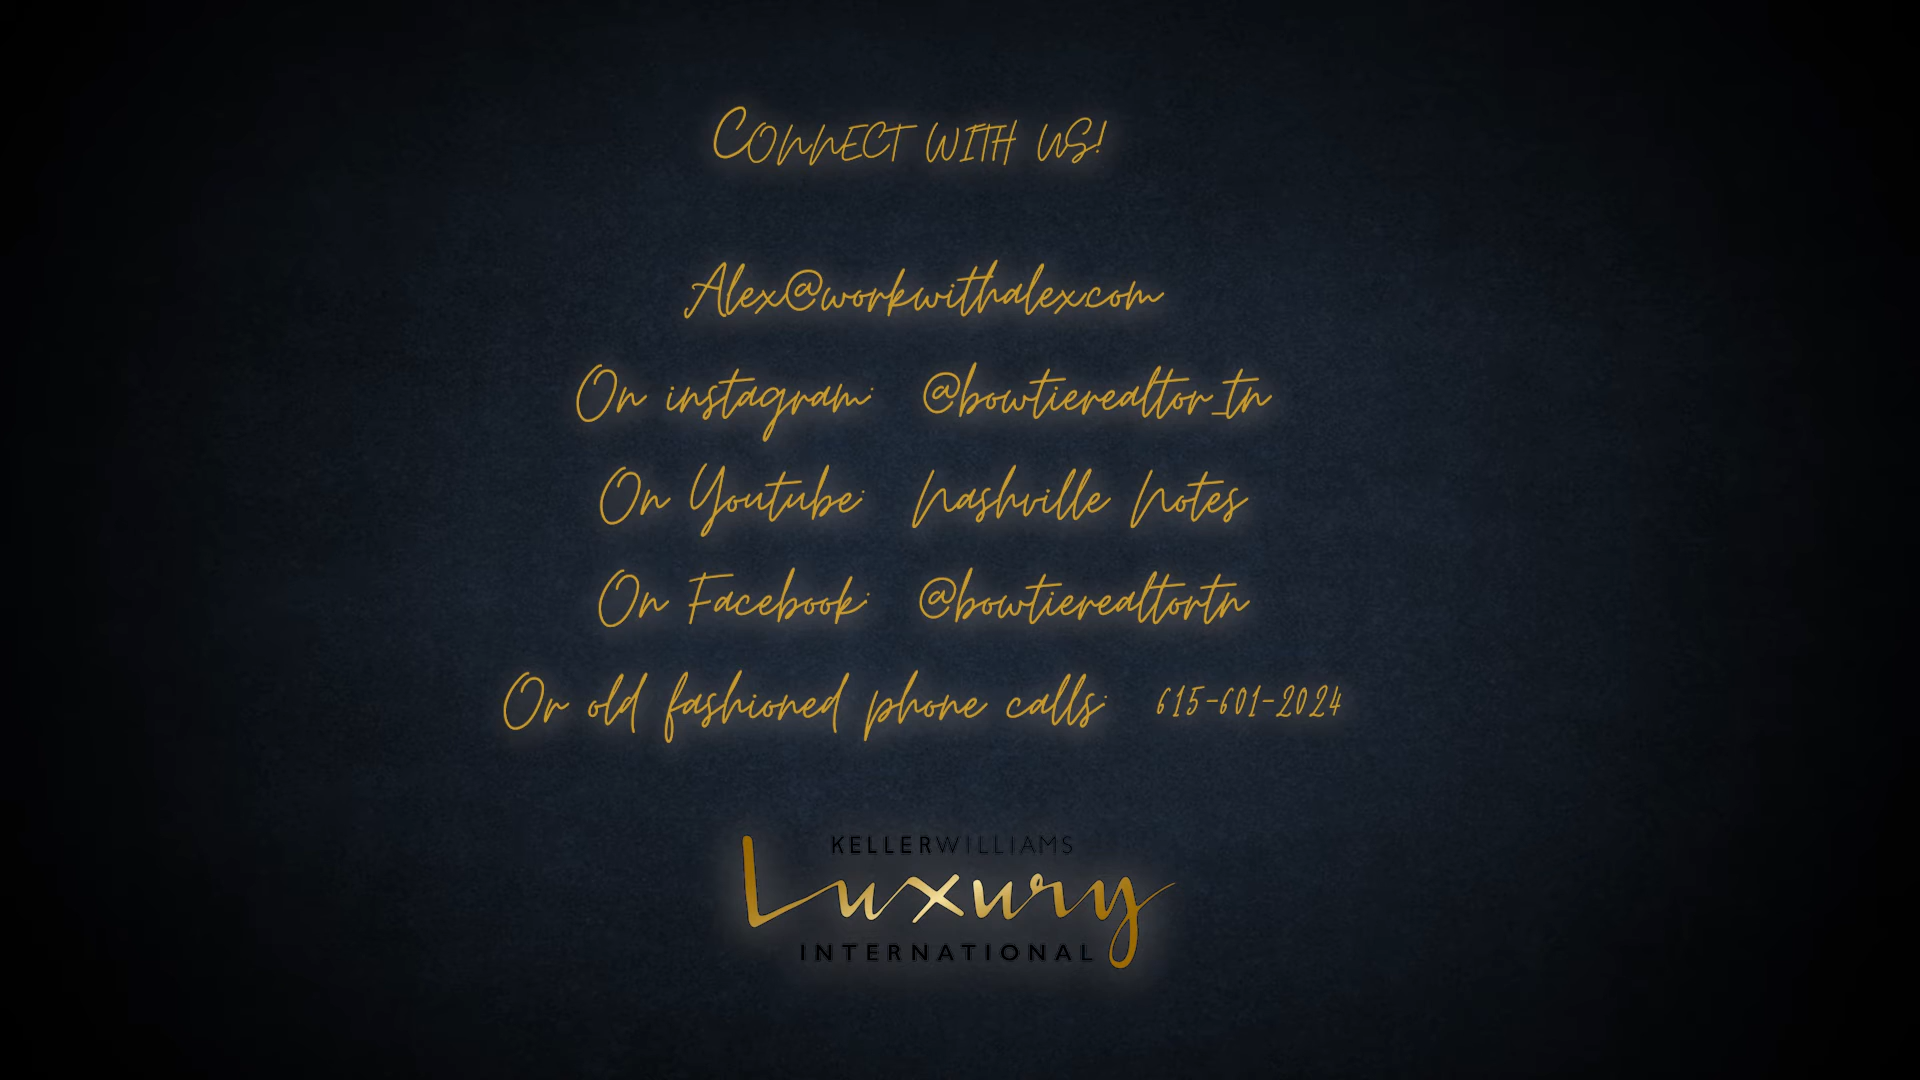 Connect with us!
Alex@workwithalex.com
On instagram: @bowtierealtor_tn
On Youtube: Nashville Notes
On Facebook: @bowtierealtortn
Or old fashioned phone calls: 615-601-2024
KELLERWILLIAMS
Luxury
INTERNATIONAL